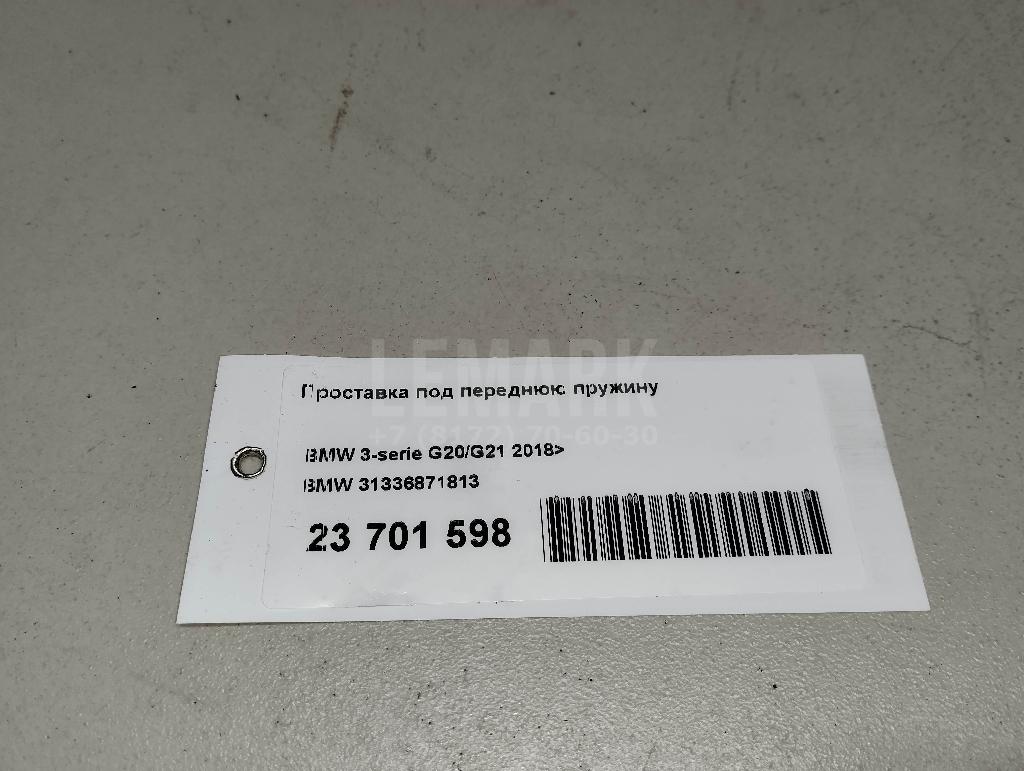 LEMARK
+7 (8172) 70-60-30
Проставка под переднюю пружину
BMW 3-serie G20/G21 2018>
BMW 31336871813
23 701 598